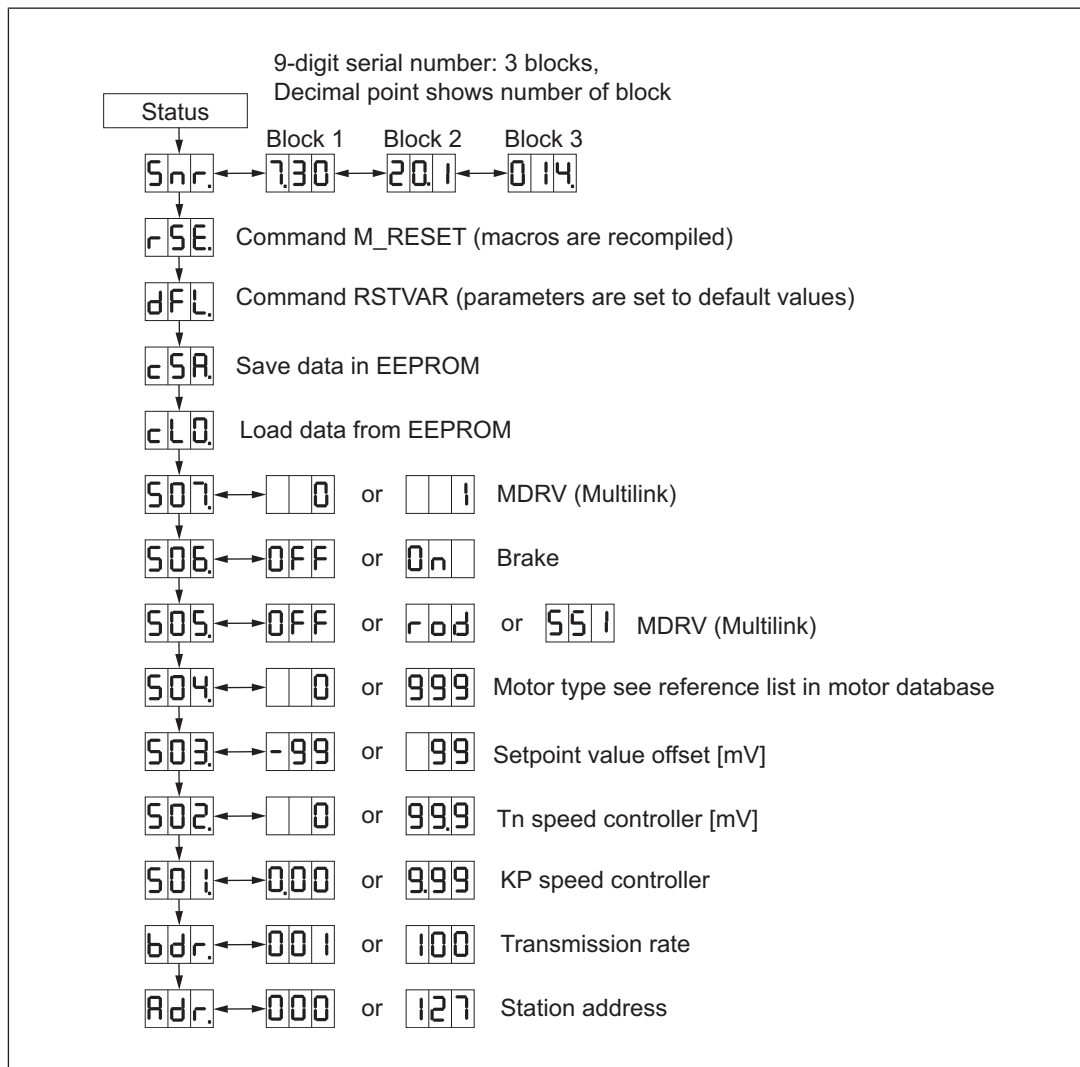 9-digit serial number: 3 blocks,
Decimal point shows number of block
Status
Block 1 Block 2 Block 3
Snr. 7.30 20.1 014.
rSE. Command M_RESET (macros are recompiled)
dFL. Command RSTVAR (parameters are set to default values)
cSA. Save data in EEPROM
cLO. Load data from EEPROM
S07. 0 or 1 MDRV (Multilink)
S06. OFF or On Brake
S05. OFF or rod or SSI MDRV (Multilink)
S04. 0 or 999 Motor type see reference list in motor database
S03. -99 or 99 Setpoint value offset [mV]
S02. 0 or 99.9 Tn speed controller [mV]
S01. 0.00 or 9.99 KP speed controller
bdr. 001 or 100 Transmission rate
Adr. 000 or 127 Station address